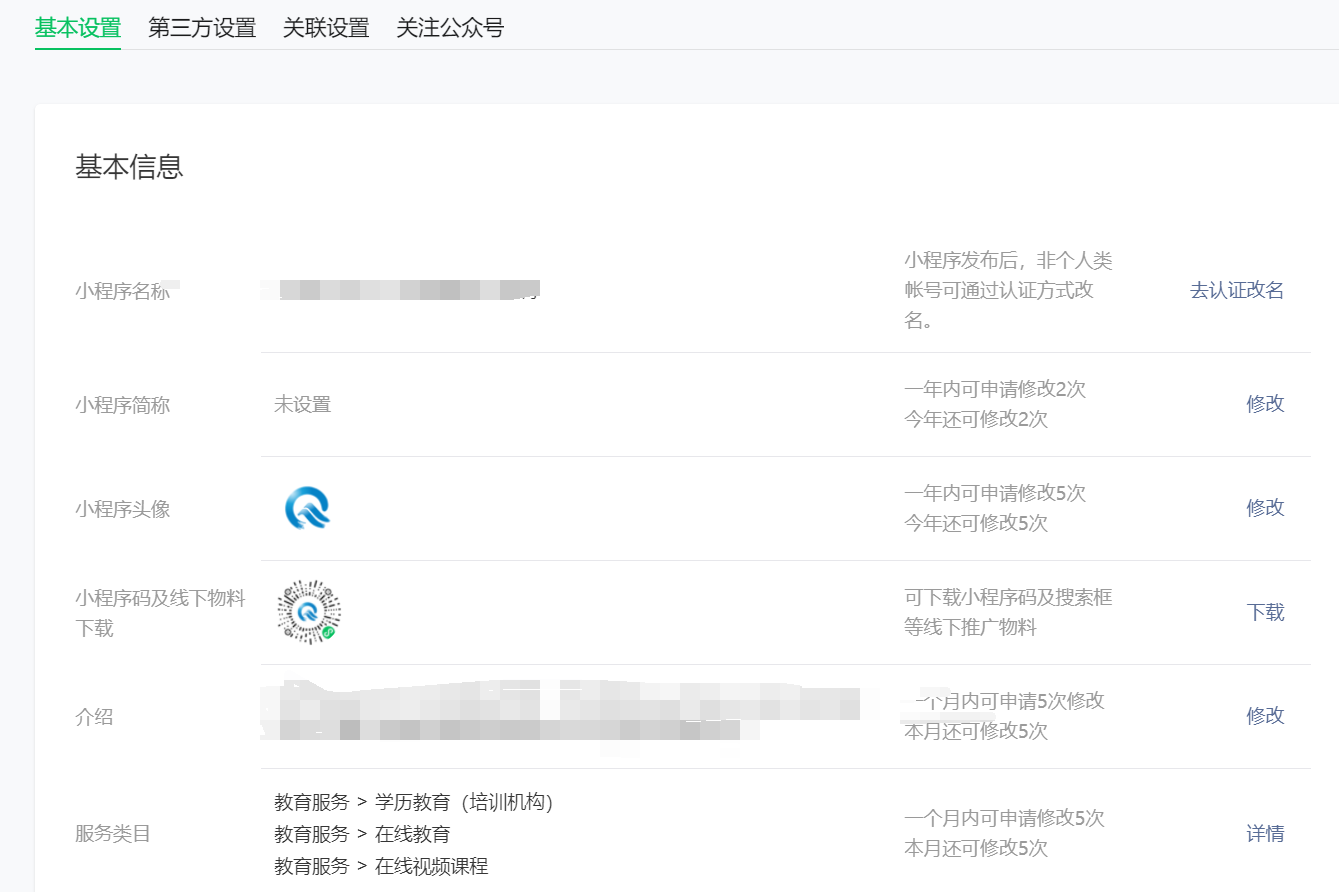 基本设置 第三方设置 关联设置 关注公众号
基本信息
小程序名称
小程序发布后，非个人类
帐号可通过认证方式改
名。
去认证改名
小程序简称
未设置
一年内可申请修改2次
今年还可修改2次
修改
小程序头像
一年内可申请修改5次
今年还可修改5次
修改
小程序码及线下物料
下载
可下载小程序码及搜索框
等线下推广物料
下载
介绍
一个月内可申请5次修改
本月还可修改5次
修改
服务类目
教育服务 > 学历教育（培训机构）
教育服务 > 在线教育
教育服务 > 在线视频课程
一个月内可申请修改5次
本月还可修改5次
详情